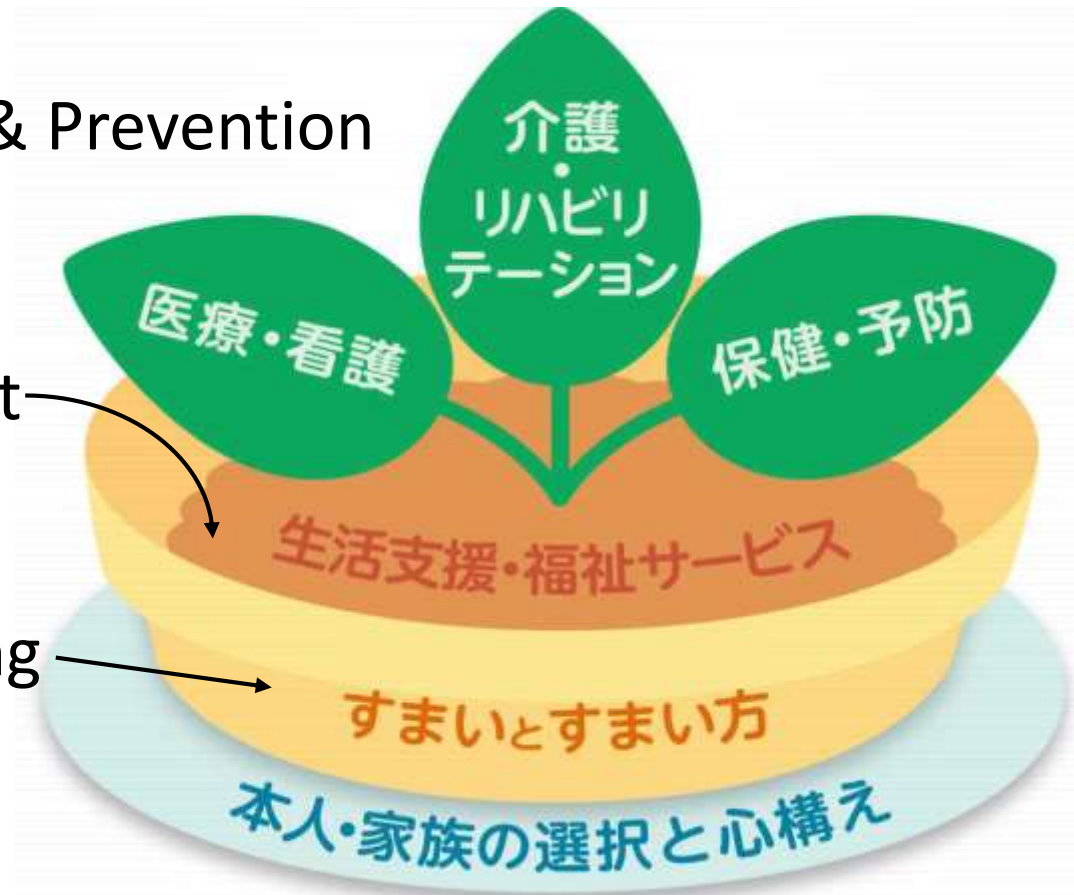 & Prevention
介護
・
リハビリ
テーション
医療・看護
保健・予防
生活支援・福祉サービス
すまいとすまい方
本人・家族の選択と心構え